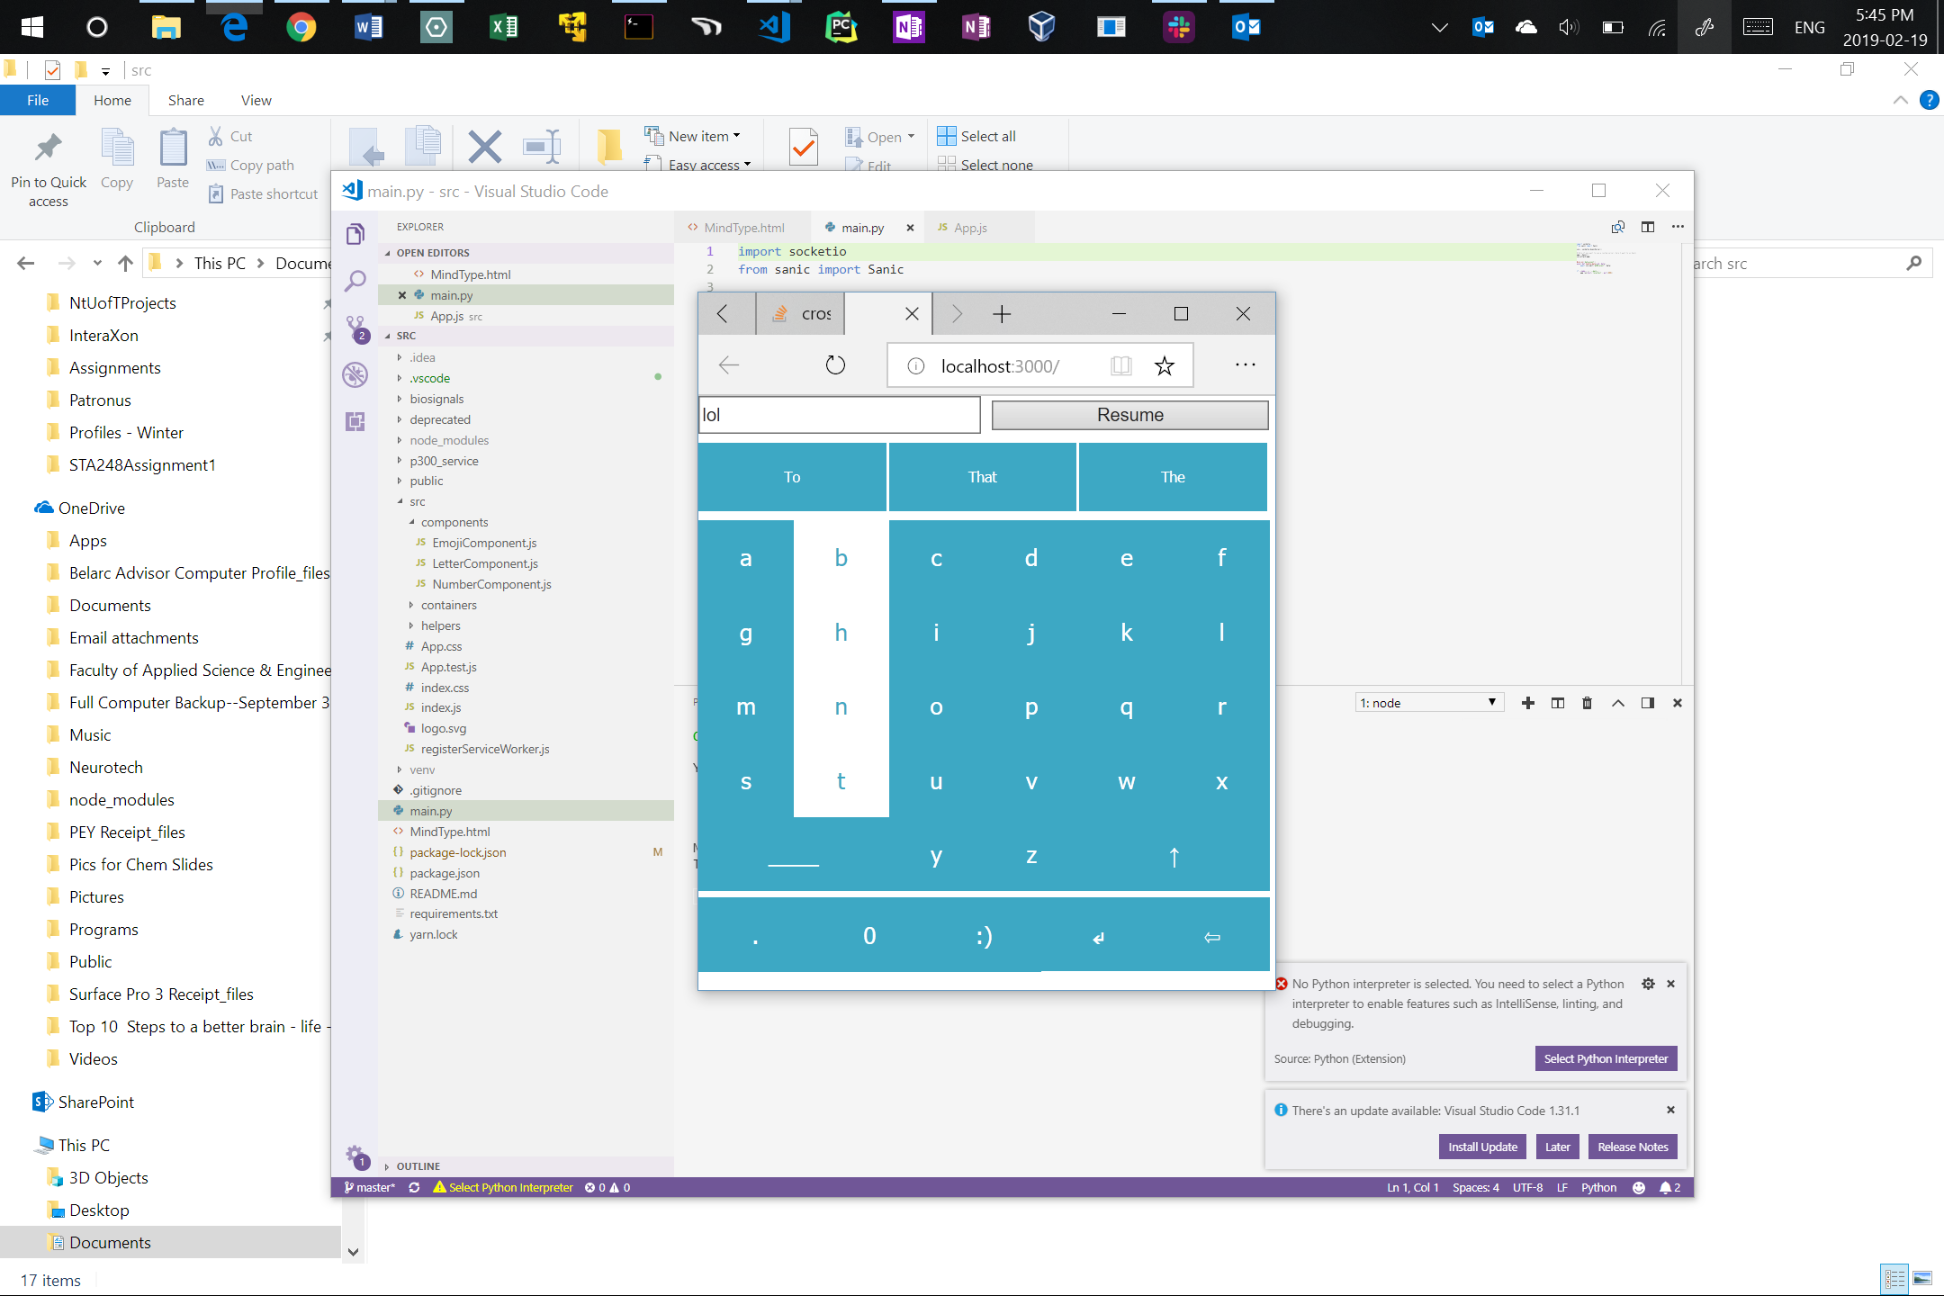 ENG
5:45 PM
2019-02-19
src
File
Home
Share
View
Pin to Quick access
Copy
Paste
Cut
Copy path
Paste shortcut
Clipboard
New item
Easy access
Open
Edit
Select all
Select none
This PC
Docume
arch src
NtUofTProjects
InteraXon
Assignments
Patronus
Profiles - Winter
STA248Assignment1
OneDrive
Apps
Belarc Advisor Computer Profile_files
Documents
Email attachments
Faculty of Applied Science & Enginee
Full Computer Backup--September 3
Music
Neurotech
node_modules
PEY Receipt_files
Pics for Chem Slides
Pictures
Programs
Public
Surface Pro 3 Receipt_files
Top 10  Steps to a better brain - life -
Videos
SharePoint
This PC
3D Objects
Desktop
Documents
17 items
main.py - src - Visual Studio Code
EXPLORER
OPEN EDITORS
MindType.html
main.py
App.js src
SRC
.idea
.vscode
biosignals
deprecated
node_modules
p300_service
public
src
components
JS EmojiComponent.js
JS LetterComponent.js
JS NumberComponent.js
containers
helpers
# App.css
JS App.test.js
# index.css
JS index.js
logo.svg
JS registerServiceWorker.js
venv
.gitignore
main.py
MindType.html
package-lock.json M
package.json
README.md
requirements.txt
yarn.lock
OUTLINE
MindType.html
main.py
JS App.js
1 import socketio
2 from sanic import Sanic
3
cros
localhost:3000/
lol
Resume
To
That
The
a b c d e f
g h i j k l
m n o p q r
s t u v w x
y z ↑
. 0 :) ↲ ⇦
1: node
No Python interpreter is selected. You need to select a Python
interpreter to enable features such as IntelliSense, linting, and
debugging.
Source: Python (Extension)
Select Python Interpreter
There's an update available: Visual Studio Code 1.31.1
Install Update
Later
Release Notes
master*
Select Python Interpreter
0 0
Ln 1, Col 1
Spaces: 4
UTF-8
LF
Python
2